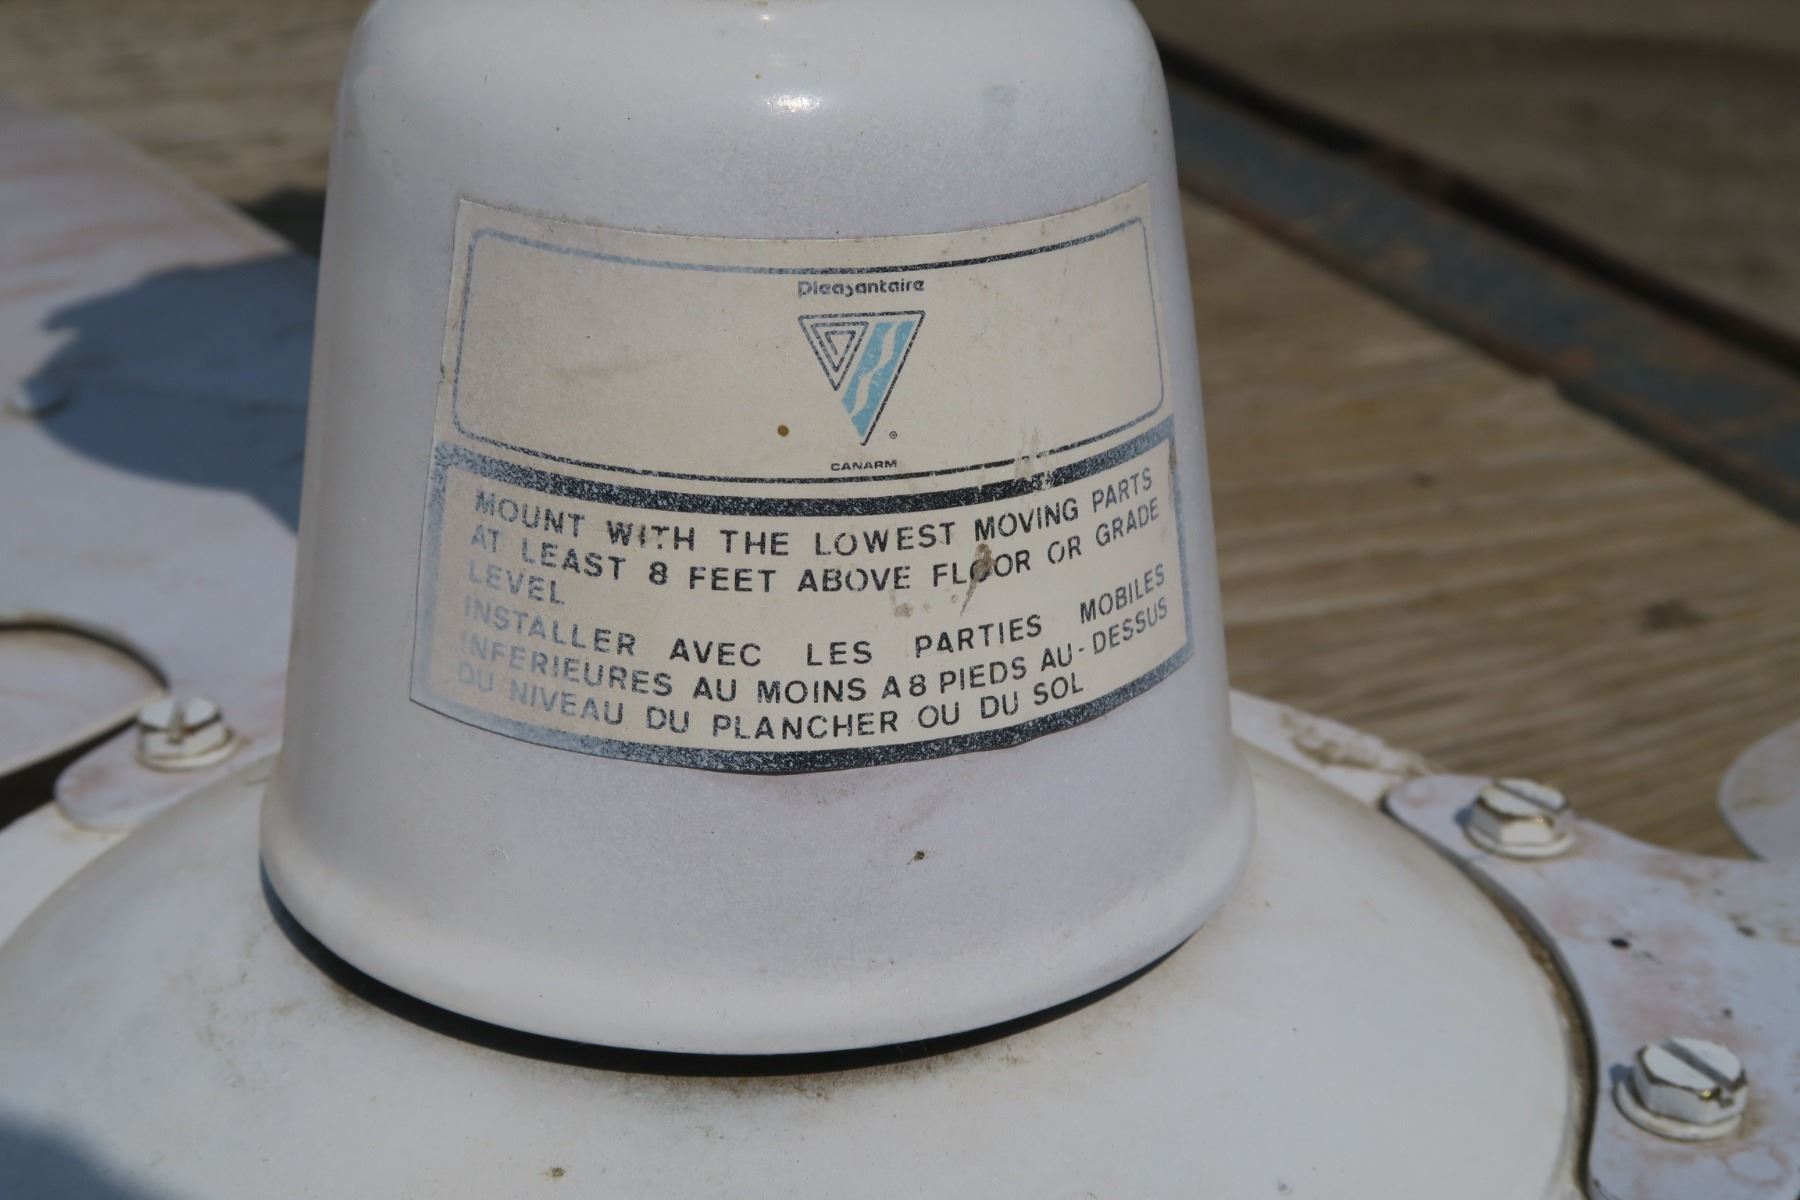 Pleasantaire
®
CANARM
MOUNT WITH THE LOWEST MOVING PARTS
AT LEAST 8 FEET ABOVE FLOOR OR GRADE
LEVEL
INSTALLER AVEC LES PARTIES MOBILES
INFERIEURES AU MOINS A 8 PIEDS AU-DESSUS
DU NIVEAU DU PLANCHER OU DU SOL